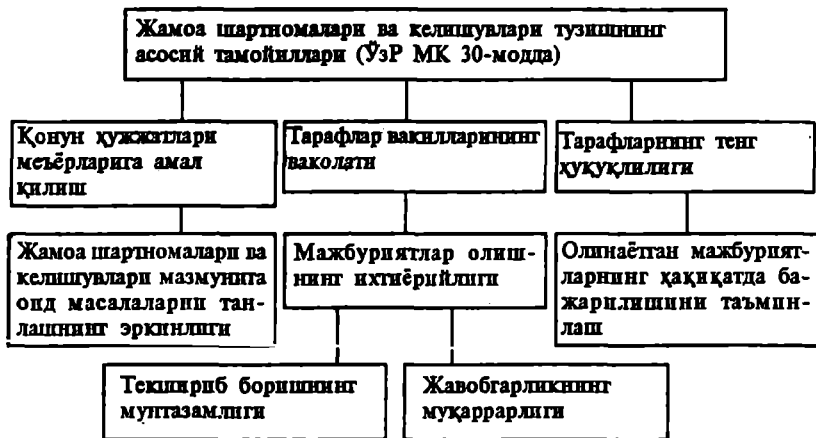 Жамоа шартномалари ва келишувлари тузишнинг
асосий тамойиллари (ЎзР МК 30-модда)
Қонун ҳужжатлари
меъёрларига амал
қилиш
Тарафлар вакилларининг
ваколати
Тарафларнинг тенг
ҳуқуқлилиги
Жамоа шартномалари ва
келишувлари мазмунига
оид масалаларни тан-
лашнинг эркинлиги
Мажбуриятлар олиш-
нинг ихтиёрийлиги
Олинаётган мажбурият-
ларнинг ҳақиқатда ба-
жарилишини таъмин-
лаш
Текшириб боришнинг
мунтазамлиги
Жавобгарликнинг
муқаррарлиги